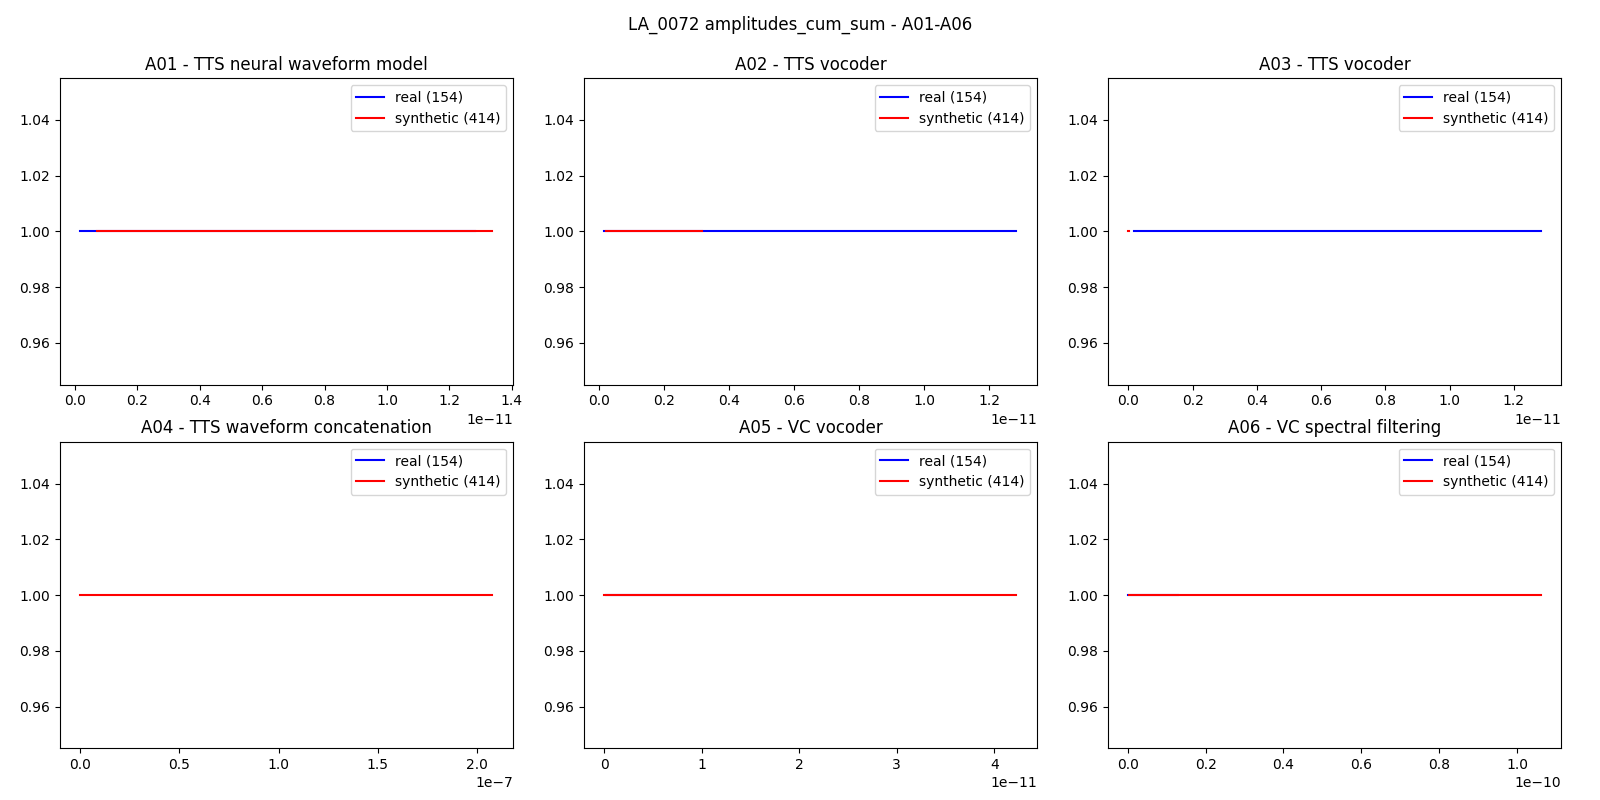 LA_0072 amplitudes_cum_sum - A01-A06
A01 - TTS neural waveform model
real (154)
synthetic (414)
1.04
1.02
1.00
0.98
0.96
0.0 0.2 0.4 0.6 0.8 1.0 1.2 1.4
1e−11
A02 - TTS vocoder
real (154)
synthetic (414)
1.04
1.02
1.00
0.98
0.96
0.0 0.2 0.4 0.6 0.8 1.0 1.2
1e−11
A03 - TTS vocoder
real (154)
synthetic (414)
1.04
1.02
1.00
0.98
0.96
0.0 0.2 0.4 0.6 0.8 1.0 1.2
1e−11
A04 - TTS waveform concatenation
real (154)
synthetic (414)
1.04
1.02
1.00
0.98
0.96
0.0 0.5 1.0 1.5 2.0
1e−7
A05 - VC vocoder
real (154)
synthetic (414)
1.04
1.02
1.00
0.98
0.96
0 1 2 3 4
1e−11
A06 - VC spectral filtering
real (154)
synthetic (414)
1.04
1.02
1.00
0.98
0.96
0.0 0.2 0.4 0.6 0.8 1.0
1e−10